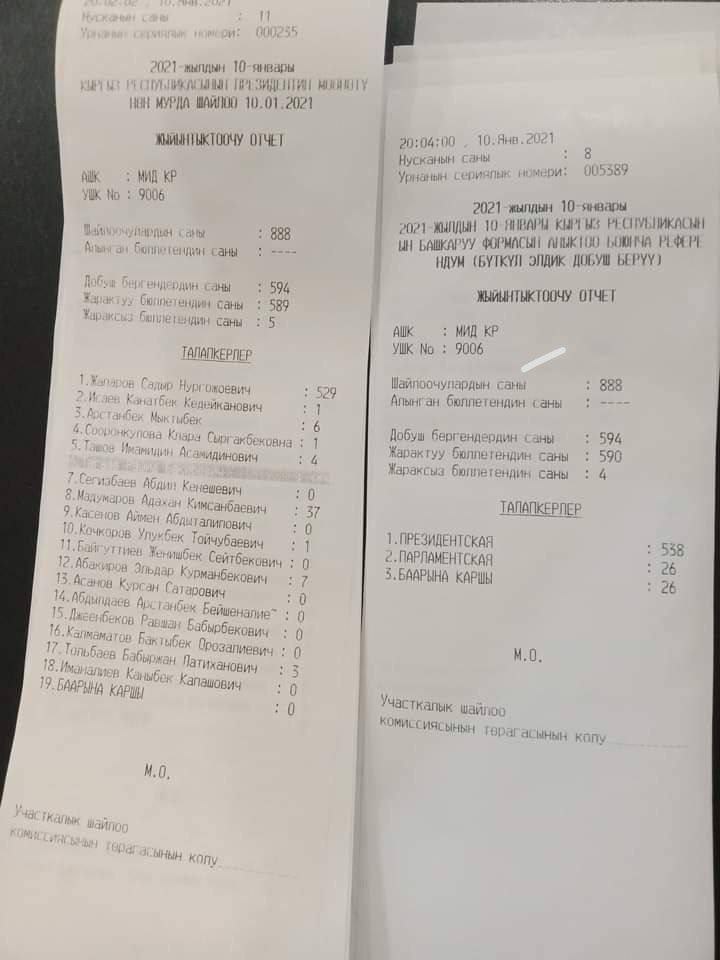 20:02:02 , 10.Янв.2021
Нусканын саны : 11
Урнанын сериялык номери: 000235
2021-жылдын 10-январы
КЫРГЫЗ РЕСПУБЛИКАСЫНЫН ПРЕЗИДЕНТИН МӨӨНӨТҮ
НӨН МУРДА ШАЙЛОО 10.01.2021
ЖЫЙЫНТЫКТООЧУ ОТЧЕТ
АШК : МИД КР
УШК No : 9006
Шайлоочулардын саны : 888
Алынган бюллетендин саны : ----
Добуш бергендердин саны : 594
Жарактуу бюллетендин саны : 589
Жараксыз бюллетендин саны : 5
ТАЛАПКЕРЛЕР
1.Жапаров Садыр Нургожоевич : 529
2.Исаев Канатбек Кедейканович : 1
3.Арстанбек Мыктыбек : 6
4.Сооронкулова Клара Сыргакбековна : 1
5.Ташов Имамидин Асамидинович : 4
7.Сегизбаев Абдил Кенешевич : 0
8.Мадумаров Адахан Кимсанбаевич : 37
9.Касенов Аймен Абдыталипович : 0
10.Кочкоров Улукбек Тойчубаевич : 1
11.Байгуттиев Женишбек Сейтбекович : 0
12.Абакиров Эльдар Курманбекович : 7
13.Асанов Курсан Сатарович : 0
14.Абдылдаев Арстанбек Бейшеналие~ : 0
15.Джеенбеков Равшан Бабырбекович : 0
16.Калмаматов Бактыбек Орозалиевич : 0
17.Тольбаев Бабыржан Патиханович : 3
18.Иманалиев Каныбек Капашович : 0
19.БААРЫНА КАРШЫ : 0
М.О.
Участкалык шайлоо
комиссиясынын төрагасынын колу
20:04:00 , 10.Янв.2021
Нусканын саны : 8
Урнанын сериялык номери: 005389
2021-жылдын 10-январы
2021-ЖЫЛДЫН 10-ЯНВАРЫ КЫРГЫЗ РЕСПУБЛИКАСЫН
ЫН БАШКАРУУ ФОРМАСЫН АНЫКТОО БОЮНЧА РЕФЕРЕ
НДУМ (БҮТКҮЛ ЭЛДИК ДОБУШ БЕРҮҮ)
ЖЫЙЫНТЫКТООЧУ ОТЧЕТ
АШК : МИД КР
УШК No : 9006
Шайлоочулардын саны : 888
Алынган бюллетендин саны : ----
Добуш бергендердин саны : 594
Жарактуу бюллетендин саны : 590
Жараксыз бюллетендин саны : 4
ТАЛАПКЕРЛЕР
1.ПРЕЗИДЕНТСКАЯ : 538
2.ПАРЛАМЕНТСКАЯ : 26
3.БААРЫНА КАРШЫ : 26
М.О.
Участкалык шайлоо
комиссиясынын төрагасынын колу